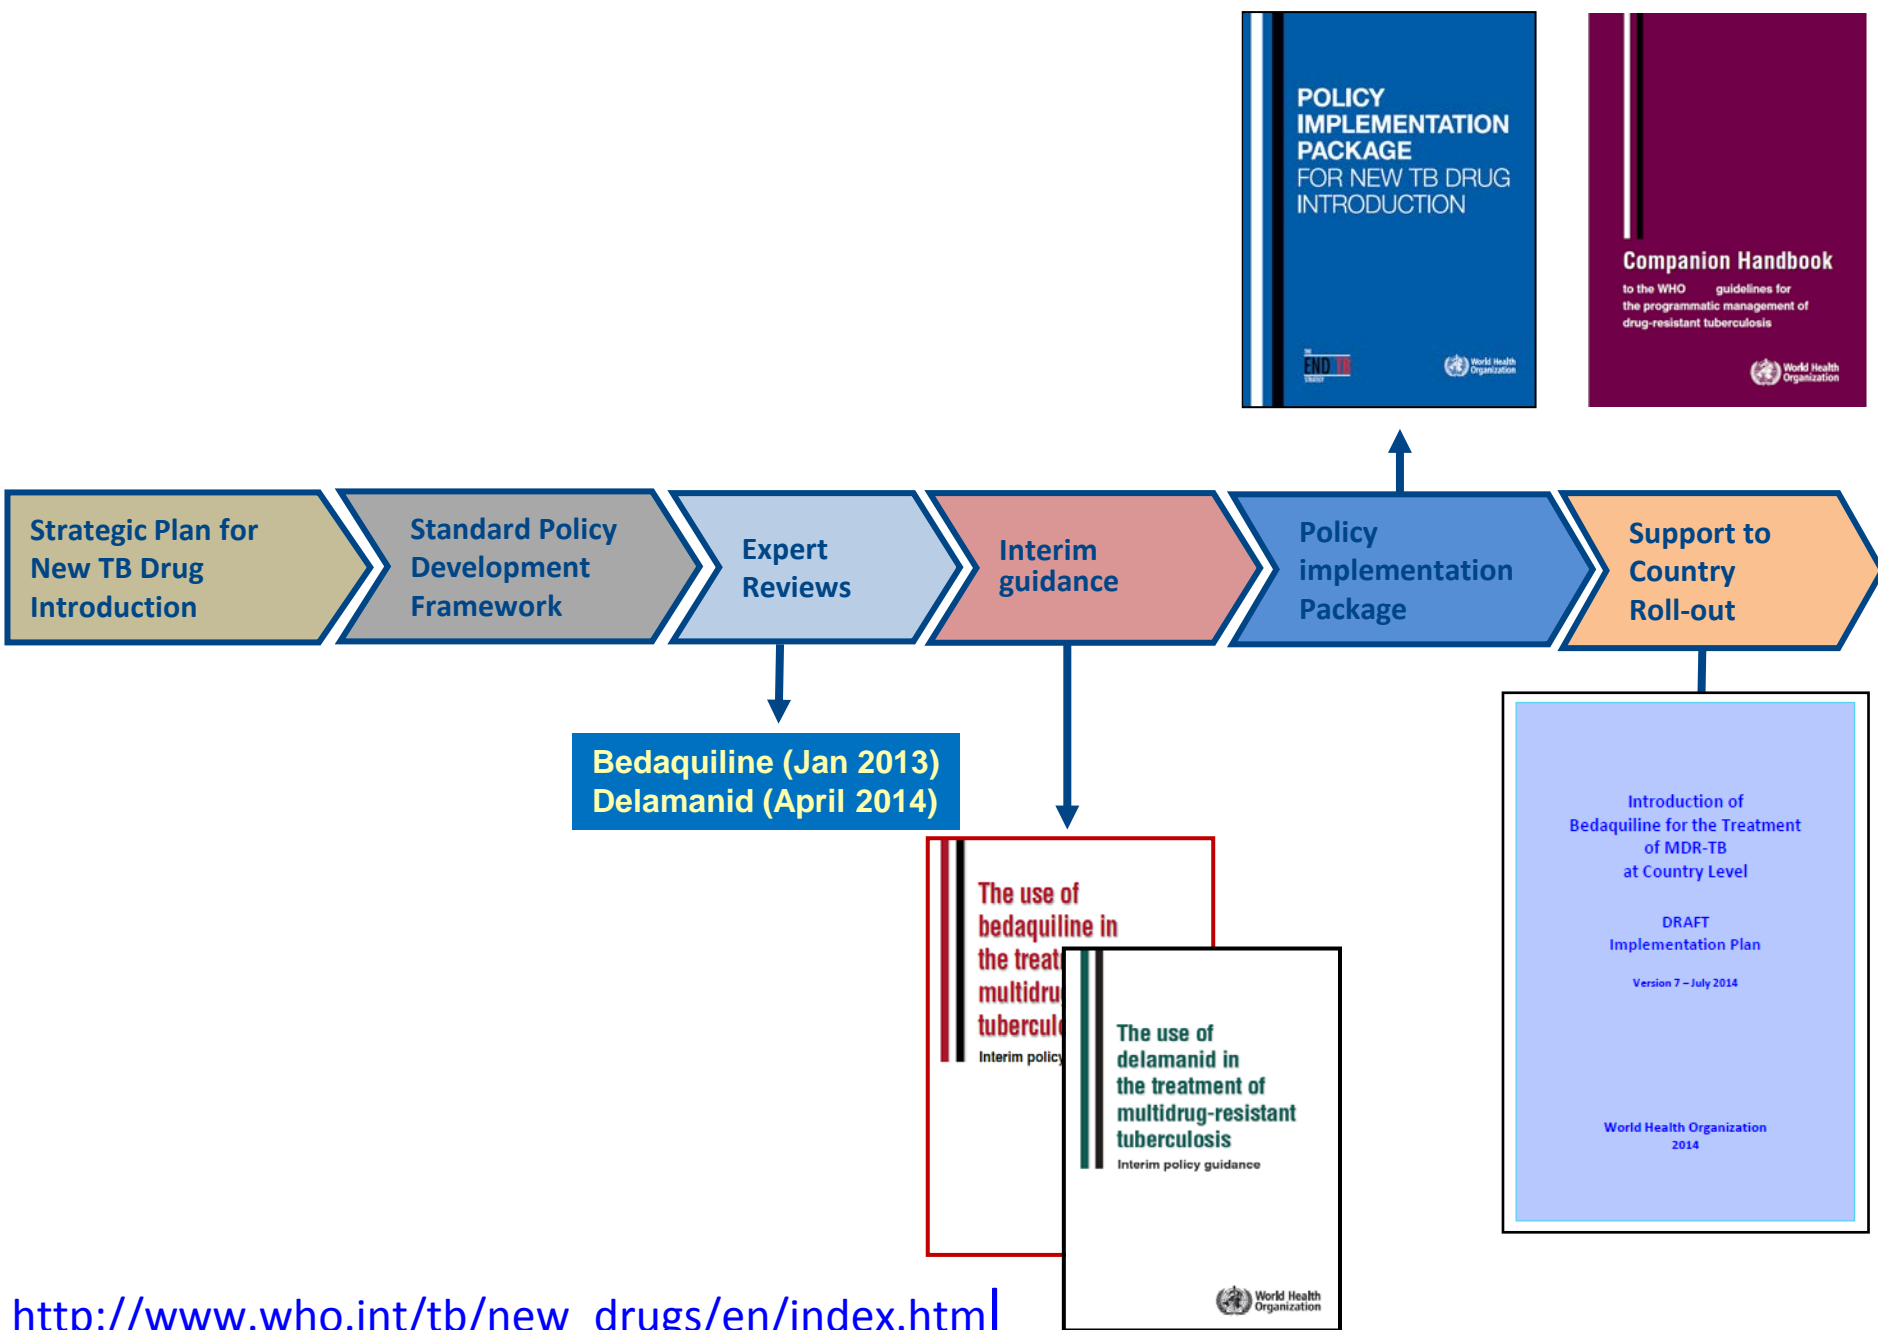 POLICY
IMPLEMENTATION
PACKAGE
FOR NEW TB DRUG
INTRODUCTION
THE
END TB
STRATEGY
World Health
Organization
Companion Handbook
to the WHO guidelines for
the programmatic management of
drug-resistant tuberculosis
World Health
Organization
Strategic Plan for
New TB Drug
Introduction
Standard Policy
Development
Framework
Expert
Reviews
Interim
guidance
Policy
implementation
Package
Support to
Country
Roll-out
Bedaquiline (Jan 2013)
Delamanid (April 2014)
The use of
bedaquiline in
the treat
multidru
tubercul
Interim policy
The use of
delamanid in
the treatment of
multidrug-resistant
tuberculosis
Interim policy guidance
World Health
Organization
Introduction of
Bedaquiline for the Treatment
of MDR-TB
at Country Level
DRAFT
Implementation Plan
Version 7 – July 2014
World Health Organization
2014
http://www.who.int/tb/new_drugs/en/index.html